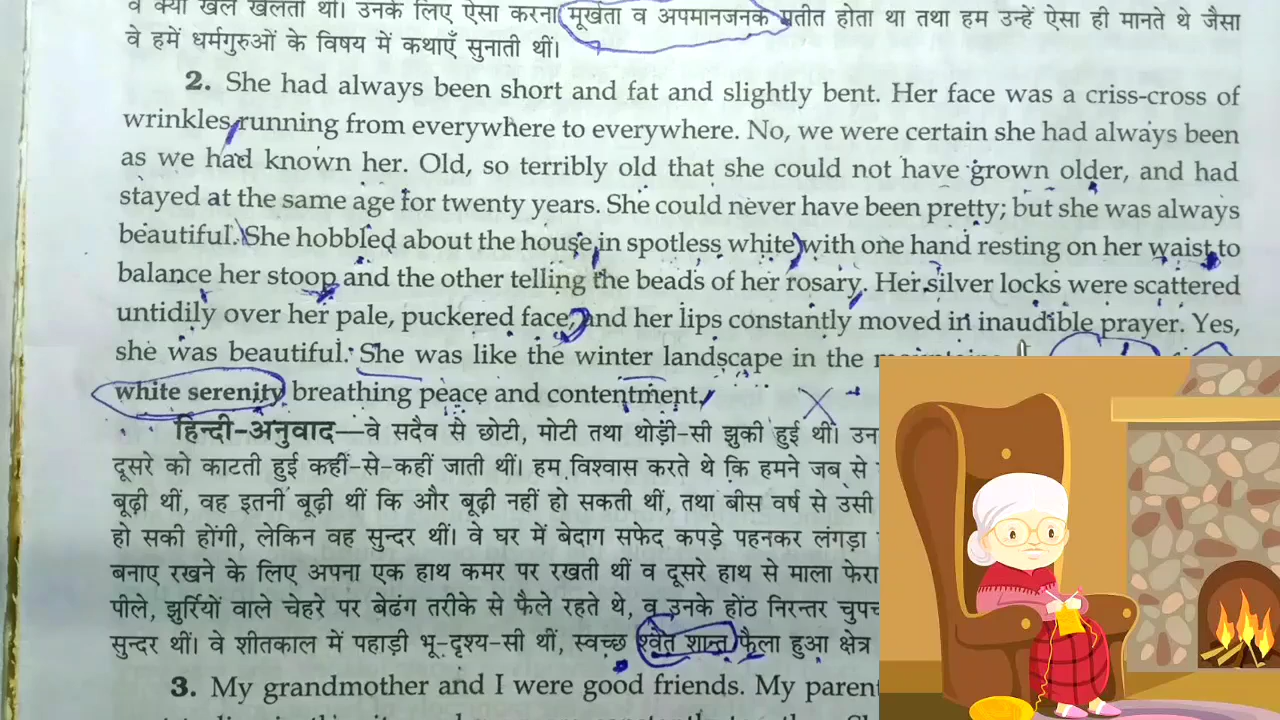 व क्या खेल खेलती थीं। उनके लिए ऐसा करना मूर्खता व अपमानजनक प्रतीत होता था तथा हम उन्हें ऐसा ही मानते थे जैसा
वे हमें धर्मगुरुओं के विषय में कथाएँ सुनाती थीं।
2. She had always been short and fat and slightly bent. Her face was a criss-cross of
wrinkles running from everywhere to everywhere. No, we were certain she had always been
as we had known her. Old, so terribly old that she could not have grown older, and had
stayed at the same age for twenty years. She could never have been pretty; but she was always
beautiful. She hobbled about the house in spotless white with one hand resting on her waist to
balance her stoop and the other telling the beads of her rosary. Her silver locks were scattered
untidily over her pale, puckered face, and her lips constantly moved in inaudible prayer. Yes,
she was beautiful. She was like the winter landscape in the
white serenity breathing peace and contentment.
हिन्दी-अनुवाद—वे सदैव से छोटी, मोटी तथा थोड़ी-सी झुकी हुई थीं।
दूसरे को काटती हुई कहीं-से-कहीं जाती थीं। हम विश्वास करते थे कि हमने जब से
बूढ़ी थीं, वह इतनी बूढ़ी थीं कि और बूढ़ी नहीं हो सकती थीं, तथा बीस वर्ष से उसी
हो सकी होंगी, लेकिन वह सुन्दर थीं। वे घर में बेदाग सफेद कपड़े पहनकर लंगड़ा
बनाए रखने के लिए अपना एक हाथ कमर पर रखती थीं व दूसरे हाथ से माला फेरा
पीले, झुर्रियों वाले चेहरे पर बेढंग तरीके से फैले रहते थे, व उनके होंठ निरन्तर
सुन्दर थीं। वे शीतकाल में पहाड़ी भू-दृश्य-सी थीं, स्वच्छ श्वेत शान्त फैला हुआ क्षेत्र
3. My grandmother and I were good friends. My paren